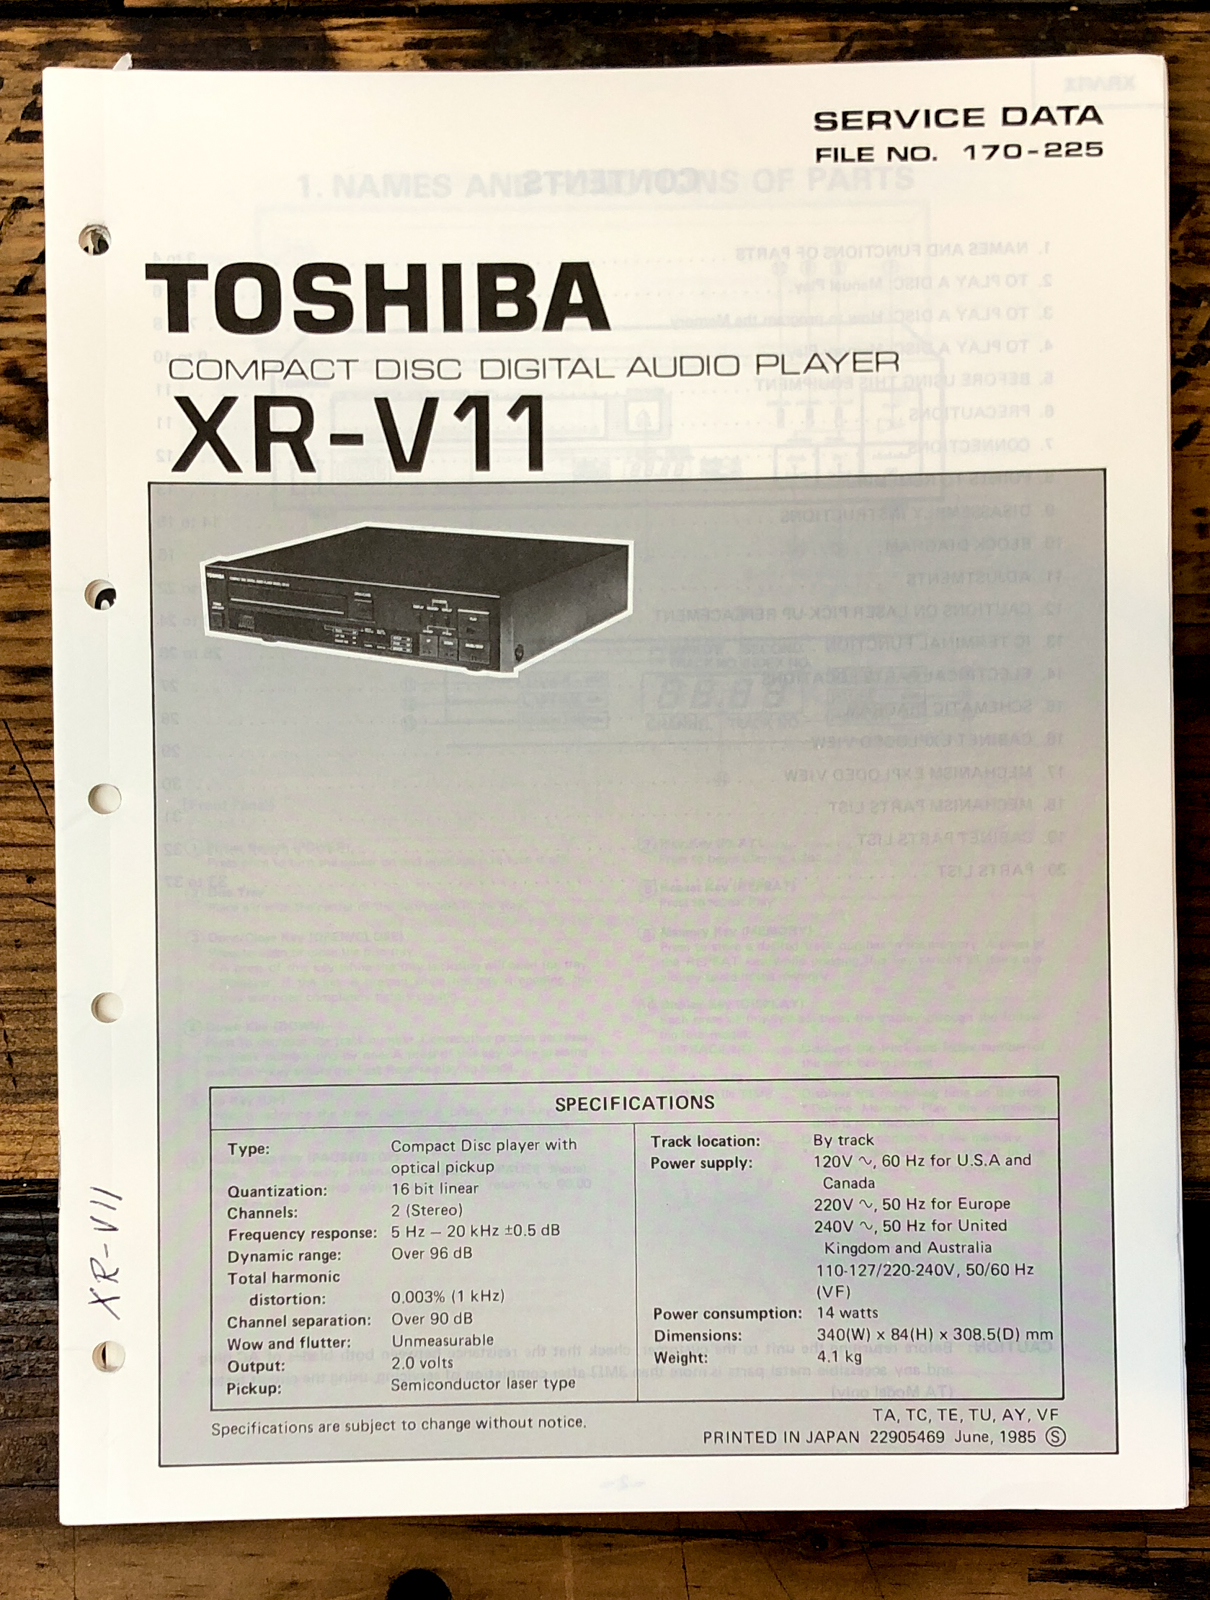 SERVICE DATA
FILE NO. 170-225
TOSHIBA
COMPACT DISC DIGITAL AUDIO PLAYER
XR-V11
TOSHIBA
SPECIFICATIONS
Type: Compact Disc player with
optical pickup
Quantization: 16 bit linear
Channels: 2 (Stereo)
Frequency response: 5 Hz – 20 kHz ±0.5 dB
Dynamic range: Over 96 dB
Total harmonic
distortion: 0.003% (1 kHz)
Channel separation: Over 90 dB
Wow and flutter: Unmeasurable
Output: 2.0 volts
Pickup: Semiconductor laser type
Track location: By track
Power supply: 120V ∿, 60 Hz for U.S.A and
Canada
220V ∿, 50 Hz for Europe
240V ∿, 50 Hz for United
Kingdom and Australia
110-127/220-240V, 50/60 Hz
(VF)
Power consumption: 14 watts
Dimensions: 340(W) x 84(H) x 308.5(D) mm
Weight: 4.1 kg
Specifications are subject to change without notice.
TA, TC, TE, TU, AY, VF
PRINTED IN JAPAN 22905469 June, 1985 Ⓢ
XR-V11